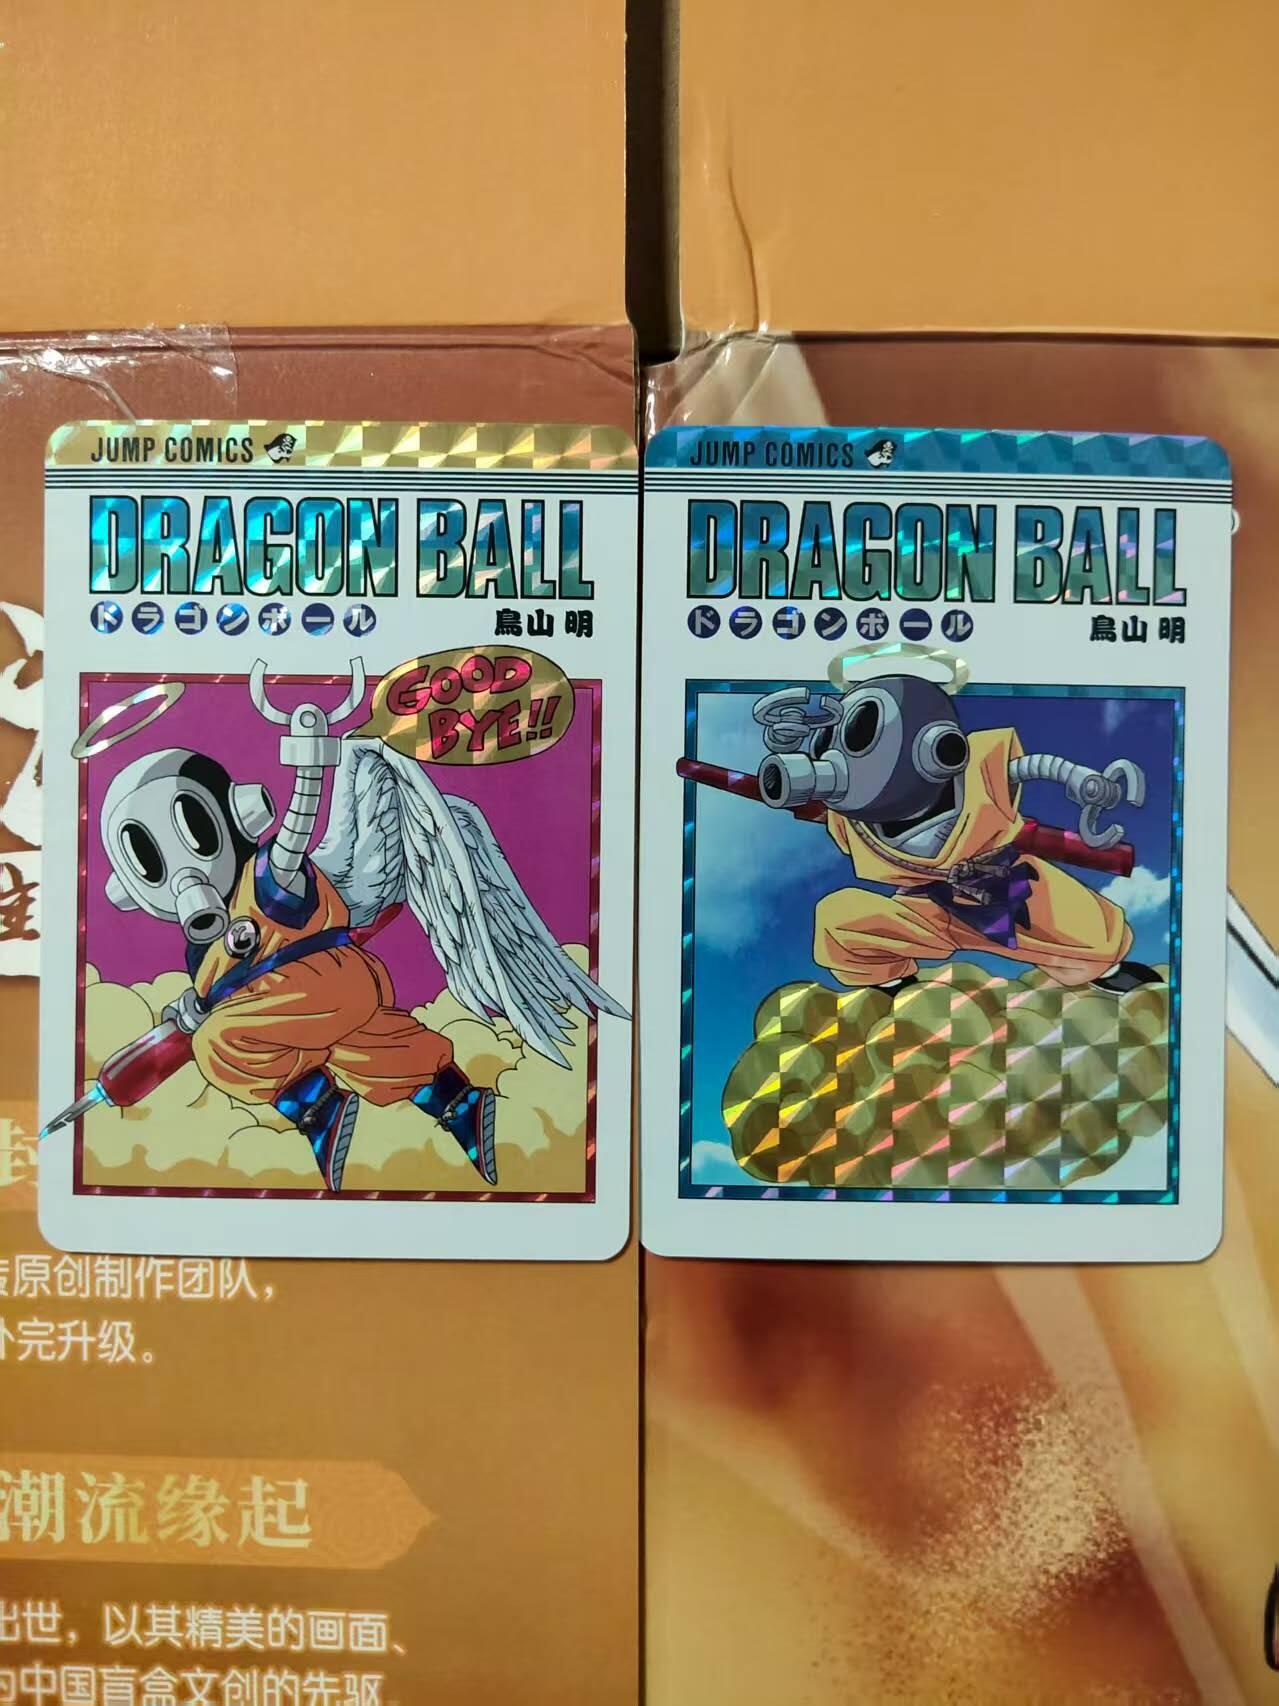 JUMP COMICS
DRAGON BALL
ドラゴンボール
鳥山 明
GOOD
BYE!!
JUMP COMICS
DRAGON BALL
ドラゴンボール
鳥山 明
原创制作团队，
补完升级。
潮流缘起
出世，以其精美的画面、
的中国盲盒文创的先驱